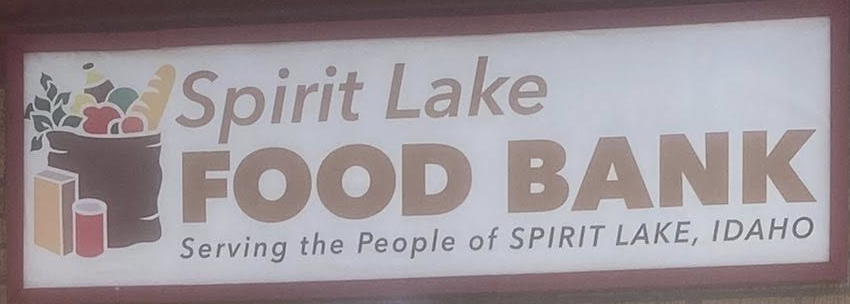 Spirit Lake
FOOD BANK
Serving the People of SPIRIT LAKE, IDAHO